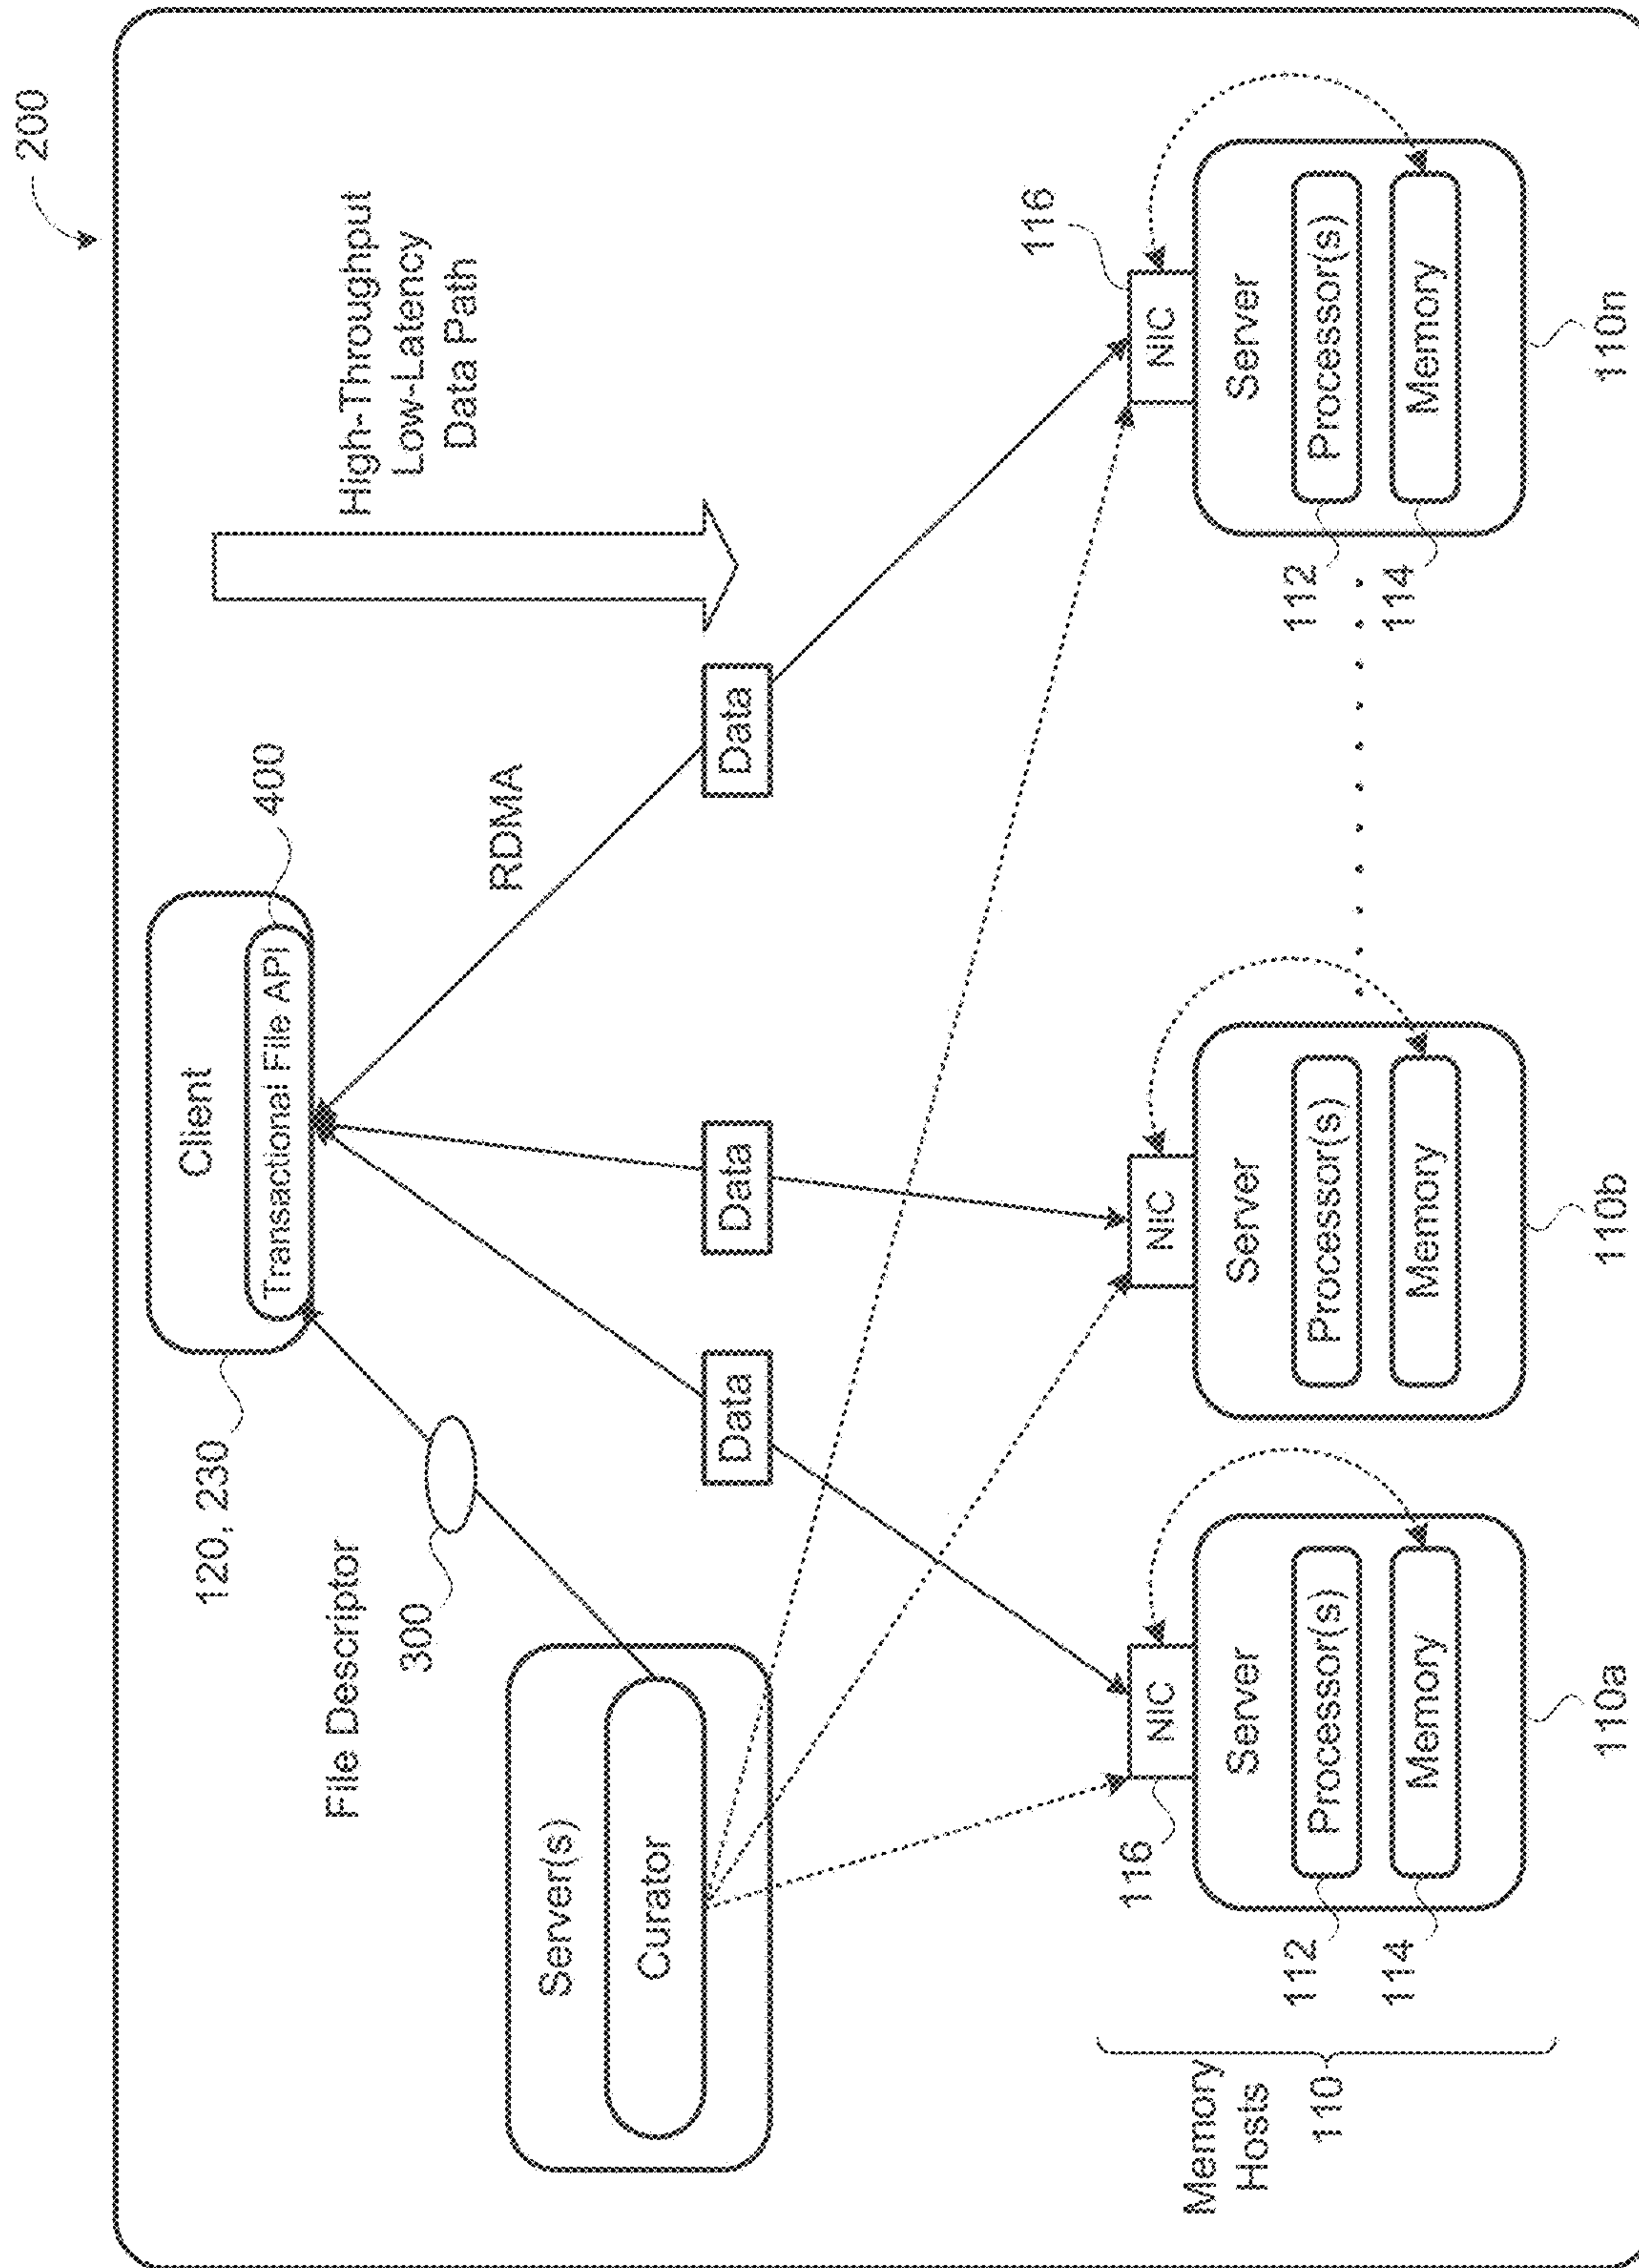 200
Client
Transactional File API
400
120, 230
High-Throughput
Low-Latency
Data Path
File Descriptor
300
RDMA
Server(s)
Curator
Data
Data
Data
116
NIC
Server
Processor(s)
Memory
112
114
110a
NIC
Server
Processor(s)
Memory
110b
116
NIC
Server
Processor(s)
Memory
112
114
110n
Memory
Hosts
110